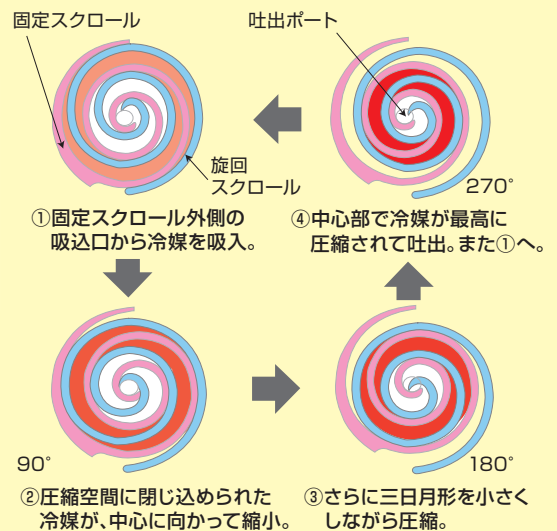 固定スクロール
吐出ポート
旋回
スクロール
270°
①固定スクロール外側の
吸込口から冷媒を吸入。
④中心部で冷媒が最高に
圧縮されて吐出。また①へ。
90°
180°
②圧縮空間に閉じ込められた
冷媒が、中心に向かって縮小。
③さらに三日月形を小さく
しながら圧縮。